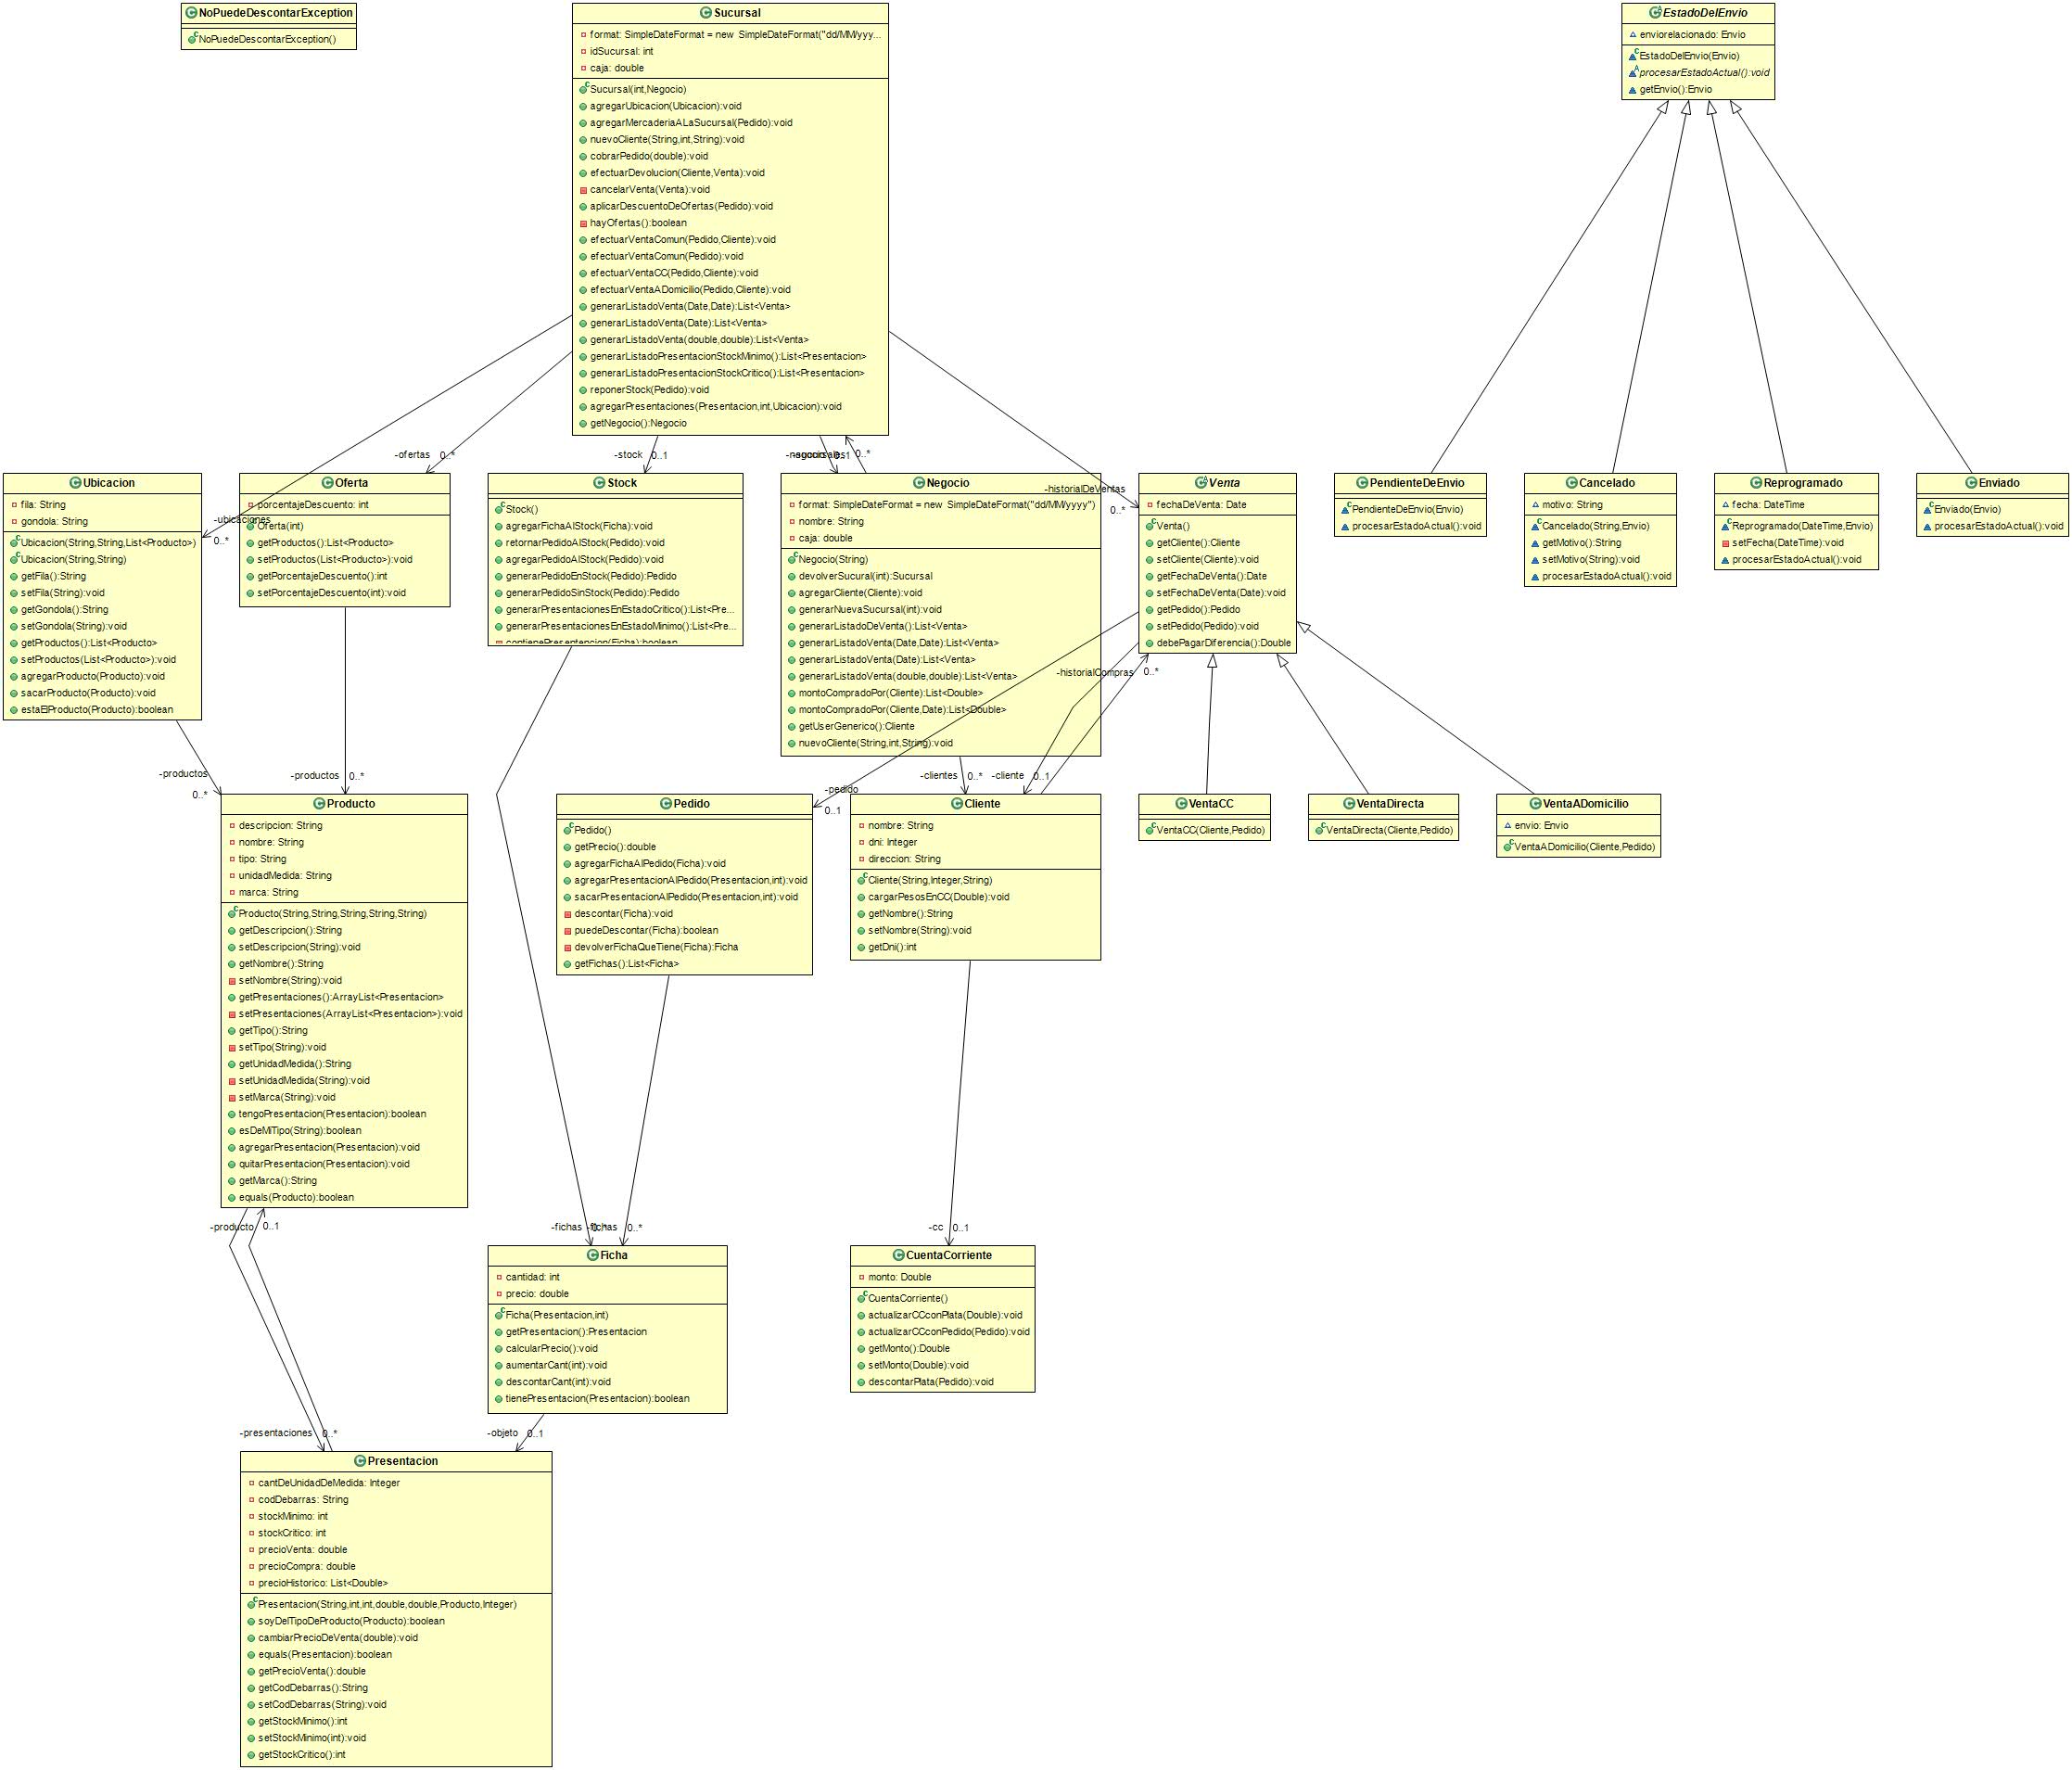 NoPuedeDescontarException
NoPuedeDescontarException()
Sucursal
format: SimpleDateFormat = new SimpleDateFormat("dd/MM/yyy...
idSucursal: int
caja: double
Sucursal(int,Negocio)
agregarUbicacion(Ubicacion):void
agregarMercaderiaALaSucursal(Pedido):void
nuevoCliente(String,int,String):void
cobrarPedido(double):void
efectuarDevolucion(Cliente,Venta):void
cancelarVenta(Venta):void
aplicarDescuentoDeOfertas(Pedido):void
hayOfertas():boolean
efectuarVentaComun(Pedido,Cliente):void
efectuarVentaComun(Pedido):void
efectuarVentaCC(Pedido,Cliente):void
efectuarVentaADomicilio(Pedido,Cliente):void
generarListadoVenta(Date,Date):List<Venta>
generarListadoVenta(Date):List<Venta>
generarListadoVenta(double,double):List<Venta>
generarListadoPresentacionStockMinimo():List<Presentacion>
generarListadoPresentacionStockCritico():List<Presentacion>
reponerStock(Pedido):void
agregarPresentaciones(Presentacion,int,Ubicacion):void
getNegocio():Negocio
EstadoDelEnvio
enviorelacionado: Envio
EstadoDelEnvio(Envio)
procesarEstadoActual():void
getEnvio():Envio
-ofertas 0..*
-stock 0..1
0..*
-ubicaciones
0..*
-historialDeVentas
0..*
Ubicacion
fila: String
gondola: String
Ubicacion(String,String,List<Producto>)
Ubicacion(String,String)
getFila():String
setFila(String):void
getGondola():String
setGondola(String):void
getProductos():List<Producto>
setProductos(List<Producto>):void
agregarProducto(Producto):void
sacarProducto(Producto):void
estaElProducto(Producto):boolean
Oferta
porcentajeDescuento: int
Oferta(int)
getProductos():List<Producto>
setProductos(List<Producto>):void
getPorcentajeDescuento():int
setPorcentajeDescuento(int):void
Stock
Stock()
agregarFichaAlStock(Ficha):void
retornarPedidoAlStock(Pedido):void
agregarPedidoAlStock(Pedido):void
generarPedidoEnStock(Pedido):Pedido
generarPedidoSinStock(Pedido):Pedido
generarPresentacionesEnEstadoCritico():List<Pre...
generarPresentacionesEnEstadoMinimo():List<Pre...
contienePresentencion(Ficha):boolean
Negocio
format: SimpleDateFormat = new SimpleDateFormat("dd/MM/yyyy")
nombre: String
caja: double
Negocio(String)
devolverSucural(int):Sucursal
agregarCliente(Cliente):void
generarNuevaSucursal(int):void
generarListadoDeVenta():List<Venta>
generarListadoVenta(Date,Date):List<Venta>
generarListadoVenta(Date):List<Venta>
generarListadoVenta(double,double):List<Venta>
montoCompradoPor(Cliente):List<Double>
montoCompradoPor(Cliente,Date):List<Double>
getUserGenerico():Cliente
nuevoCliente(String,int,String):void
Venta
fechaDeVenta: Date
Venta()
getCliente():Cliente
setCliente(Cliente):void
getFechaDeVenta():Date
setFechaDeVenta(Date):void
getPedido():Pedido
setPedido(Pedido):void
debePagarDiferencia():Double
PendienteDeEnvio
PendienteDeEnvio(Envio)
procesarEstadoActual():void
Cancelado
motivo: String
Cancelado(String,Envio)
getMotivo():String
setMotivo(String):void
procesarEstadoActual():void
Reprogramado
fecha: DateTime
Reprogramado(DateTime,Envio)
setFecha(DateTime):void
procesarEstadoActual():void
Enviado
Enviado(Envio)
procesarEstadoActual():void
-historialCompras 0..*
-productos
0..*
-productos 0..*
-pedido
0..1
-clientes 0..*
-cliente 0..1
Producto
descripcion: String
nombre: String
tipo: String
unidadMedida: String
marca: String
Producto(String,String,String,String,String)
getDescripcion():String
setDescripcion(String):void
getNombre():String
setNombre(String):void
getPresentaciones():ArrayList<Presentacion>
setPresentaciones(ArrayList<Presentacion>):void
getTipo():String
setTipo(String):void
getUnidadMedida():String
setUnidadMedida(String):void
setMarca(String):void
tengoPresentacion(Presentacion):boolean
esDeMiTipo(String):boolean
agregarPresentacion(Presentacion):void
quitarPresentacion(Presentacion):void
getMarca():String
equals(Producto):boolean
Pedido
Pedido()
getPrecio():double
agregarFichaAlPedido(Ficha):void
agregarPresentacionAlPedido(Presentacion,int):void
sacarPresentacionAlPedido(Presentacion,int):void
descontar(Ficha):void
puedeDescontar(Ficha):boolean
devolverFichaQueTiene(Ficha):Ficha
getFichas():List<Ficha>
Cliente
nombre: String
dni: Integer
direccion: String
Cliente(String,Integer,String)
cargarPesosEnCC(Double):void
getNombre():String
setNombre(String):void
getDni():int
VentaCC
VentaCC(Cliente,Pedido)
VentaDirecta
VentaDirecta(Cliente,Pedido)
VentaADomicilio
envio: Envio
VentaADomicilio(Cliente,Pedido)
-producto 0..1
-fichas
0..*
-cc 0..1
Ficha
cantidad: int
precio: double
Ficha(Presentacion,int)
getPresentacion():Presentacion
calcularPrecio():void
aumentarCant(int):void
descontarCant(int):void
tienePresentacion(Presentacion):boolean
CuentaCorriente
monto: Double
CuentaCorriente()
actualizarCCconPlata(Double):void
actualizarCCconPedido(Pedido):void
getMonto():Double
setMonto(Double):void
descontarPlata(Pedido):void
-presentaciones 0..*
-objeto 0..1
Presentacion
cantDeUnidadDeMedida: Integer
codDebarras: String
stockMinimo: int
stockCritico: int
precioVenta: double
precioCompra: double
precioHistorico: List<Double>
Presentacion(String,int,int,double,double,Producto,Integer)
soyDelTipoDeProducto(Producto):boolean
cambiarPrecioDeVenta(double):void
equals(Presentacion):boolean
getPrecioVenta():double
getCodDebarras():String
setCodDebarras(String):void
getStockMinimo():int
setStockMinimo(int):void
getStockCritico():int